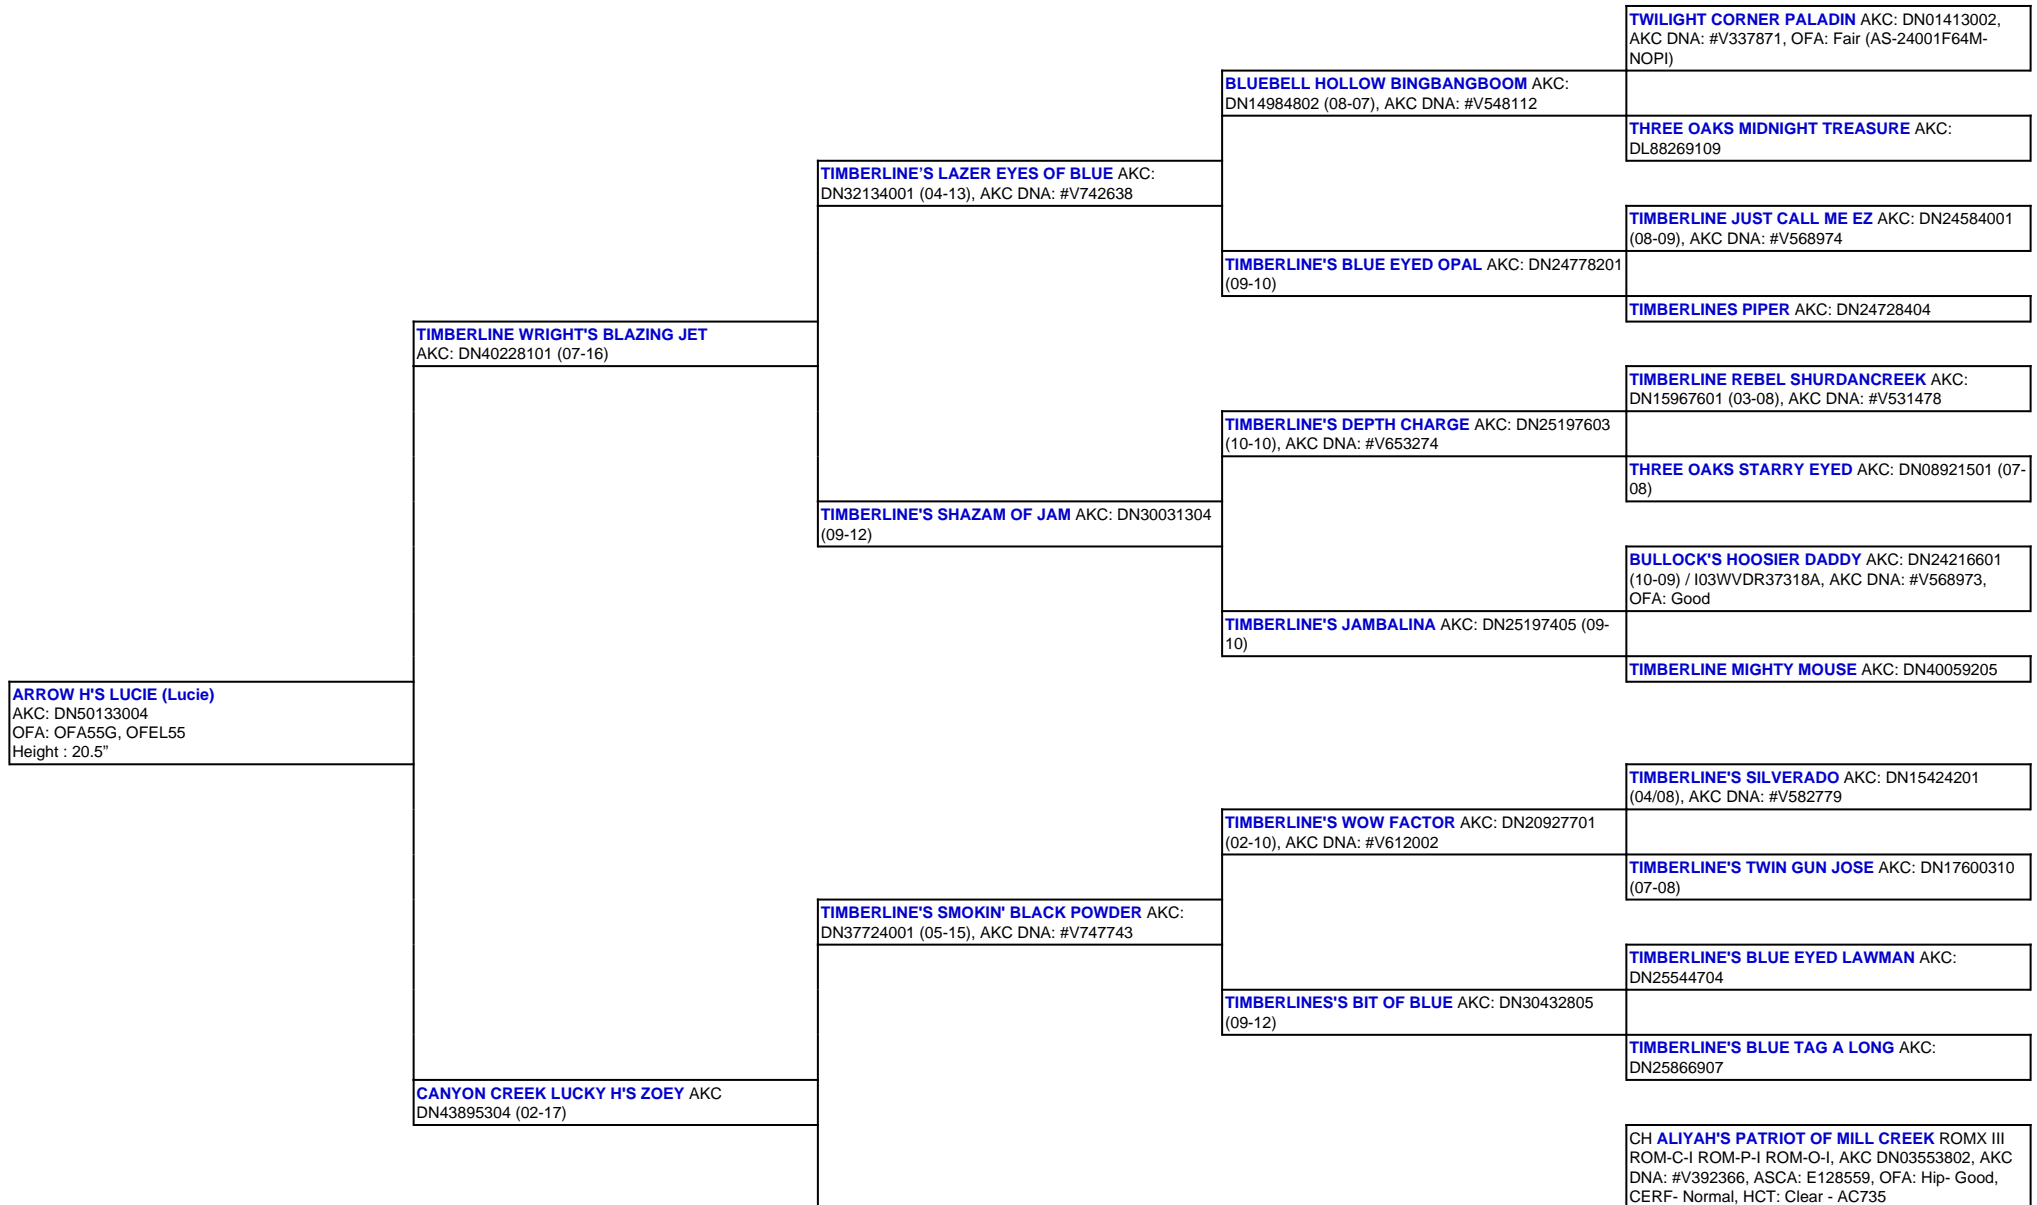 TWILIGHT CORNER PALADIN AKC: DN01413002,
AKC DNA: #V337871, OFA: Fair (AS-24001F64M-
NOPI)
BLUEBELL HOLLOW BINGBANGBOOM AKC:
DN14984802 (08-07), AKC DNA: #V548112
THREE OAKS MIDNIGHT TREASURE AKC:
DL88269109
TIMBERLINE’S LAZER EYES OF BLUE AKC:
DN32134001 (04-13), AKC DNA: #V742638
TIMBERLINE JUST CALL ME EZ AKC: DN24584001
(08-09), AKC DNA: #V568974
TIMBERLINE'S BLUE EYED OPAL AKC: DN24778201
(09-10)
TIMBERLINES PIPER AKC: DN24728404
TIMBERLINE WRIGHT'S BLAZING JET
AKC: DN40228101 (07-16)
TIMBERLINE REBEL SHURDANCREEK AKC:
DN15967601 (03-08), AKC DNA: #V531478
TIMBERLINE'S DEPTH CHARGE AKC: DN25197603
(10-10), AKC DNA: #V653274
THREE OAKS STARRY EYED AKC: DN08921501 (07-
08)
TIMBERLINE'S SHAZAM OF JAM AKC: DN30031304
(09-12)
BULLOCK'S HOOSIER DADDY AKC: DN24216601
(10-09) / I03WVDR37318A, AKC DNA: #V568973,
OFA: Good
TIMBERLINE'S JAMBALINA AKC: DN25197405 (09-
10)
TIMBERLINE MIGHTY MOUSE AKC: DN40059205
ARROW H'S LUCIE (Lucie)
AKC: DN50133004
OFA: OFA55G, OFEL55
Height : 20.5”
TIMBERLINE'S SILVERADO AKC: DN15424201
(04/08), AKC DNA: #V582779
TIMBERLINE'S WOW FACTOR AKC: DN20927701
(02-10), AKC DNA: #V612002
TIMBERLINE'S TWIN GUN JOSE AKC: DN17600310
(07-08)
TIMBERLINE'S SMOKIN' BLACK POWDER AKC:
DN37724001 (05-15), AKC DNA: #V747743
TIMBERLINE'S BLUE EYED LAWMAN AKC:
DN25544704
TIMBERLINES'S BIT OF BLUE AKC: DN30432805
(09-12)
TIMBERLINE'S BLUE TAG A LONG AKC:
DN25866907
CANYON CREEK LUCKY H'S ZOEY AKC
DN43895304 (02-17)
CH ALIYAH'S PATRIOT OF MILL CREEK ROMX III
ROM-C-I ROM-P-I ROM-O-I, AKC DN03553802, AKC
DNA: #V392366, ASCA: E128559, OFA: Hip- Good,
CERF- Normal, HCT: Clear - AC735